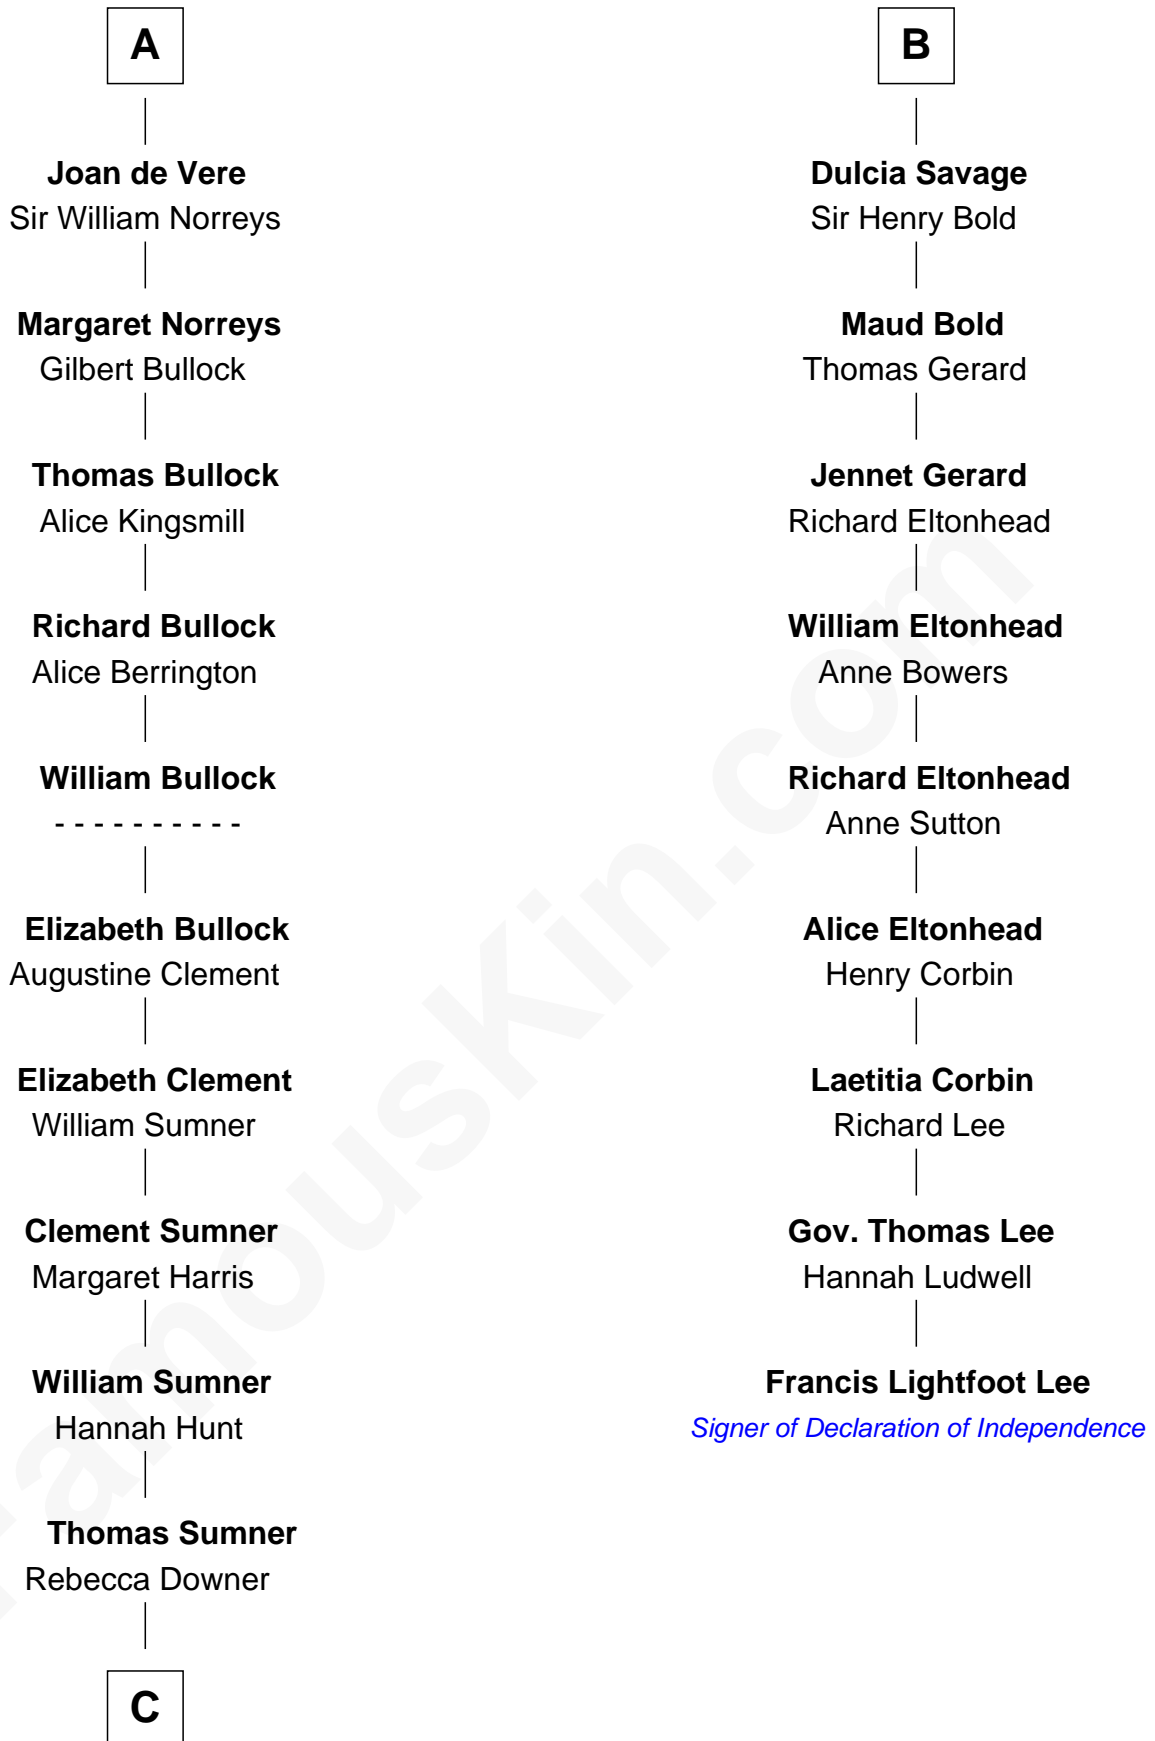 A
Joan de Vere
Sir William Norreys
Margaret Norreys
Gilbert Bullock
Thomas Bullock
Alice Kingsmill
Richard Bullock
Alice Berrington
William Bullock
- - - - - - - - - -
Elizabeth Bullock
Augustine Clement
Elizabeth Clement
William Sumner
Clement Sumner
Margaret Harris
William Sumner
Hannah Hunt
Thomas Sumner
Rebecca Downer
C
B
Dulcia Savage
Sir Henry Bold
Maud Bold
Thomas Gerard
Jennet Gerard
Richard Eltonhead
William Eltonhead
Anne Bowers
Richard Eltonhead
Anne Sutton
Alice Eltonhead
Henry Corbin
Laetitia Corbin
Richard Lee
Gov. Thomas Lee
Hannah Ludwell
Francis Lightfoot Lee
Signer of Declaration of Independence
FamousKin.com